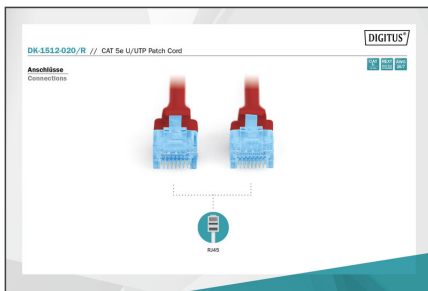 DIGITUS®
DK-1512-020/R // CAT 5e U/UTP Patch Cord
Anschlüsse
Connections
RJ45